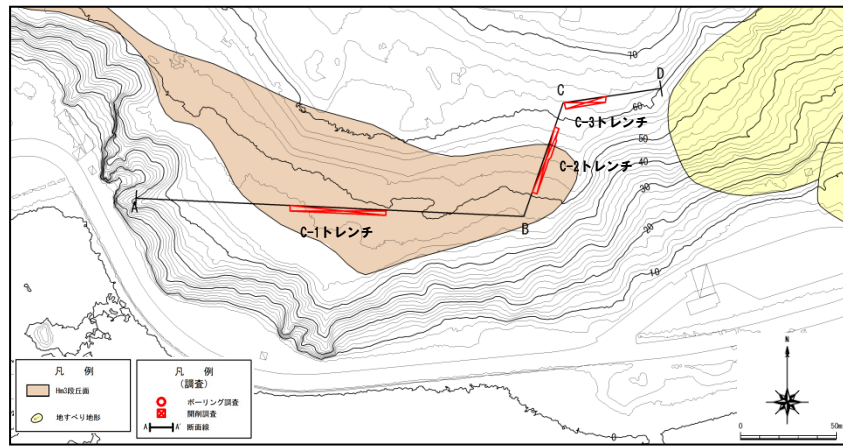 70
D
C
60
C-3トレンチ
50
C-2トレンチ
40
30
A
C-1トレンチ
B
20
10
凡 例
Hm3段丘面
地すべり地形
凡 例
(調査)
ボーリング調査
開削調査
A A' 断面線
N
0 50m
0